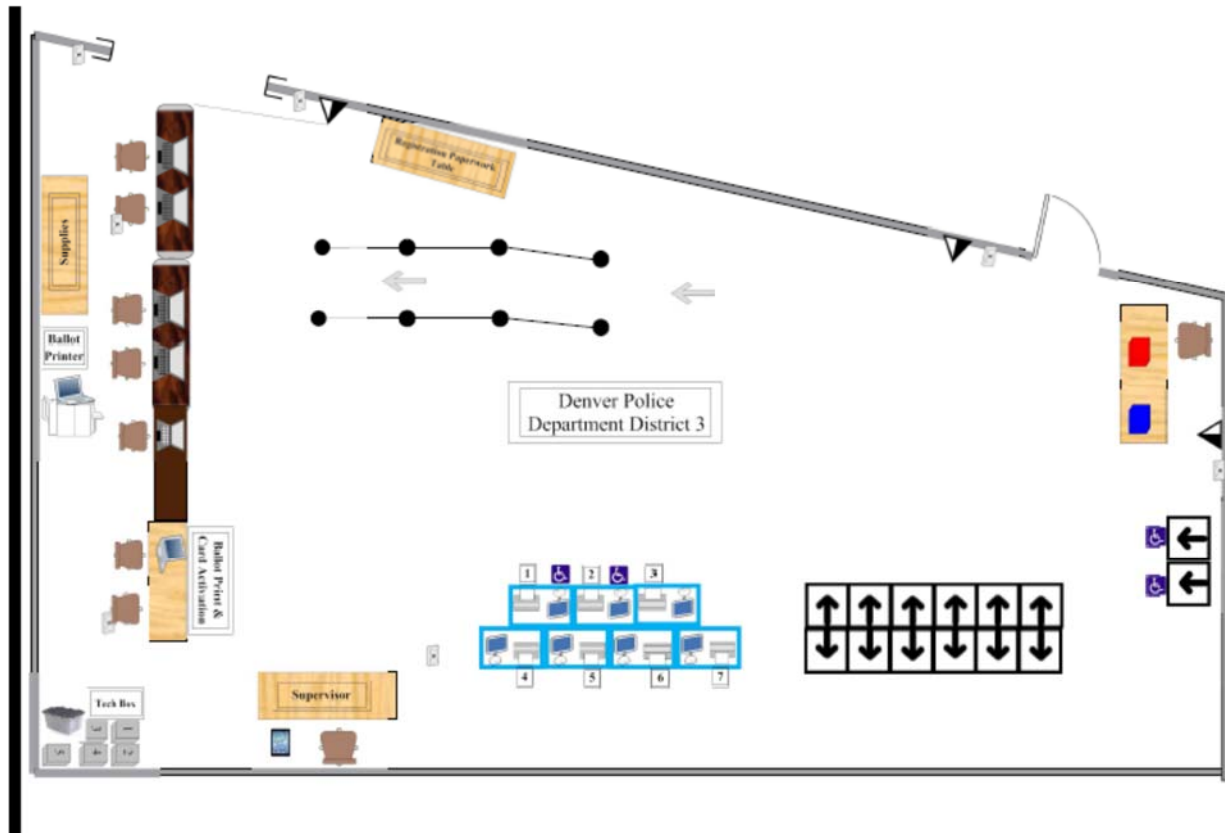 Registration Paperwork
Table
Supplies
Ballot
Printer
Denver Police
Department District 3
Ballot Print &
Card Activation
1
2
3
4
5
6
7
Supervisor
Tech Box